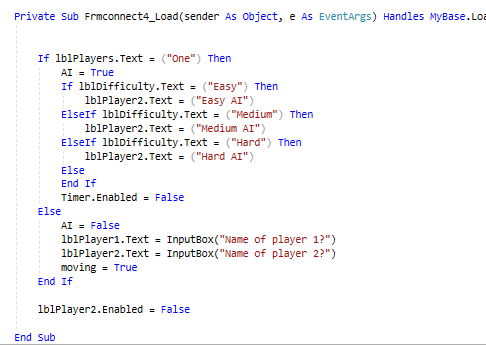 Private Sub Frmconnect4_Load(sender As Object, e As EventArgs) Handles MyBase.Loa
If lblPlayers.Text = ("One") Then
AI = True
If lblDifficulty.Text = ("Easy") Then
lblPlayer2.Text = ("Easy AI")
ElseIf lblDifficulty.Text = ("Medium") Then
lblPlayer2.Text = ("Medium AI")
ElseIf lblDifficulty.Text = ("Hard") Then
lblPlayer2.Text = ("Hard AI")
Else
End If
Timer.Enabled = False
Else
AI = False
lblPlayer1.Text = InputBox("Name of player 1?")
lblPlayer2.Text = InputBox("Name of player 2?")
moving = True
End If
lblPlayer2.Enabled = False
End Sub